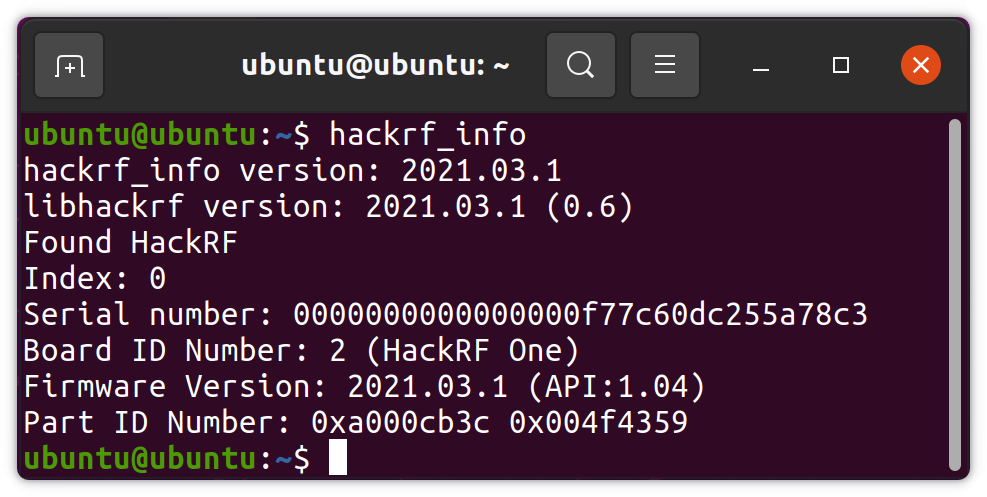 ubuntu@ubuntu: ~
ubuntu@ubuntu:~$ hackrf_info
hackrf_info version: 2021.03.1
libhackrf version: 2021.03.1 (0.6)
Found HackRF
Index: 0
Serial number: 0000000000000000f77c60dc255a78c3
Board ID Number: 2 (HackRF One)
Firmware Version: 2021.03.1 (API:1.04)
Part ID Number: 0xa000cb3c 0x004f4359
ubuntu@ubuntu:~$